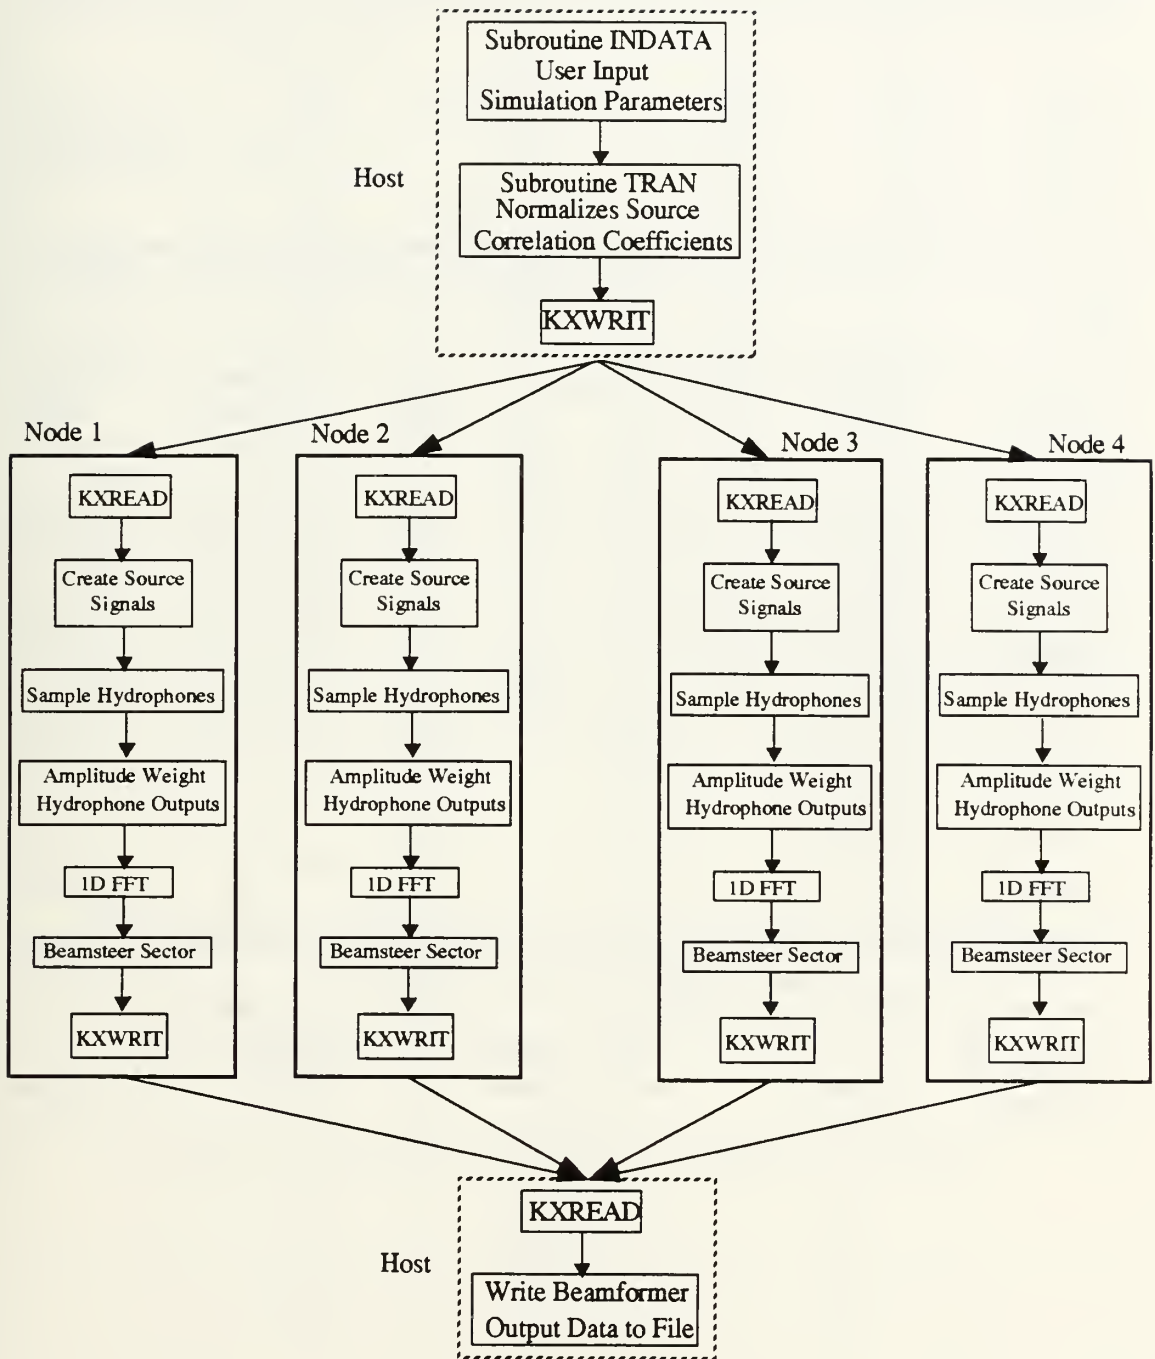 Subroutine INDATA
User Input
Simulation Parameters
Host
Subroutine TRAN
Normalizes Source
Correlation Coefficients
KXWRIT
Node 1
KXREAD
Create Source
Signals
Sample Hydrophones
Amplitude Weight
Hydrophone Outputs
1D FFT
Beamsteer Sector
KXWRIT
Node 2
KXREAD
Create Source
Signals
Sample Hydrophones
Amplitude Weight
Hydrophone Outputs
1D FFT
Beamsteer Sector
KXWRIT
Node 3
KXREAD
Create Source
Signals
Sample Hydrophones
Amplitude Weight
Hydrophone Outputs
1D FFT
Beamsteer Sector
KXWRIT
Node 4
KXREAD
Create Source
Signals
Sample Hydrophones
Amplitude Weight
Hydrophone Outputs
1D FFT
Beamsteer Sector
KXWRIT
KXREAD
Host
Write Beamformer
Output Data to File